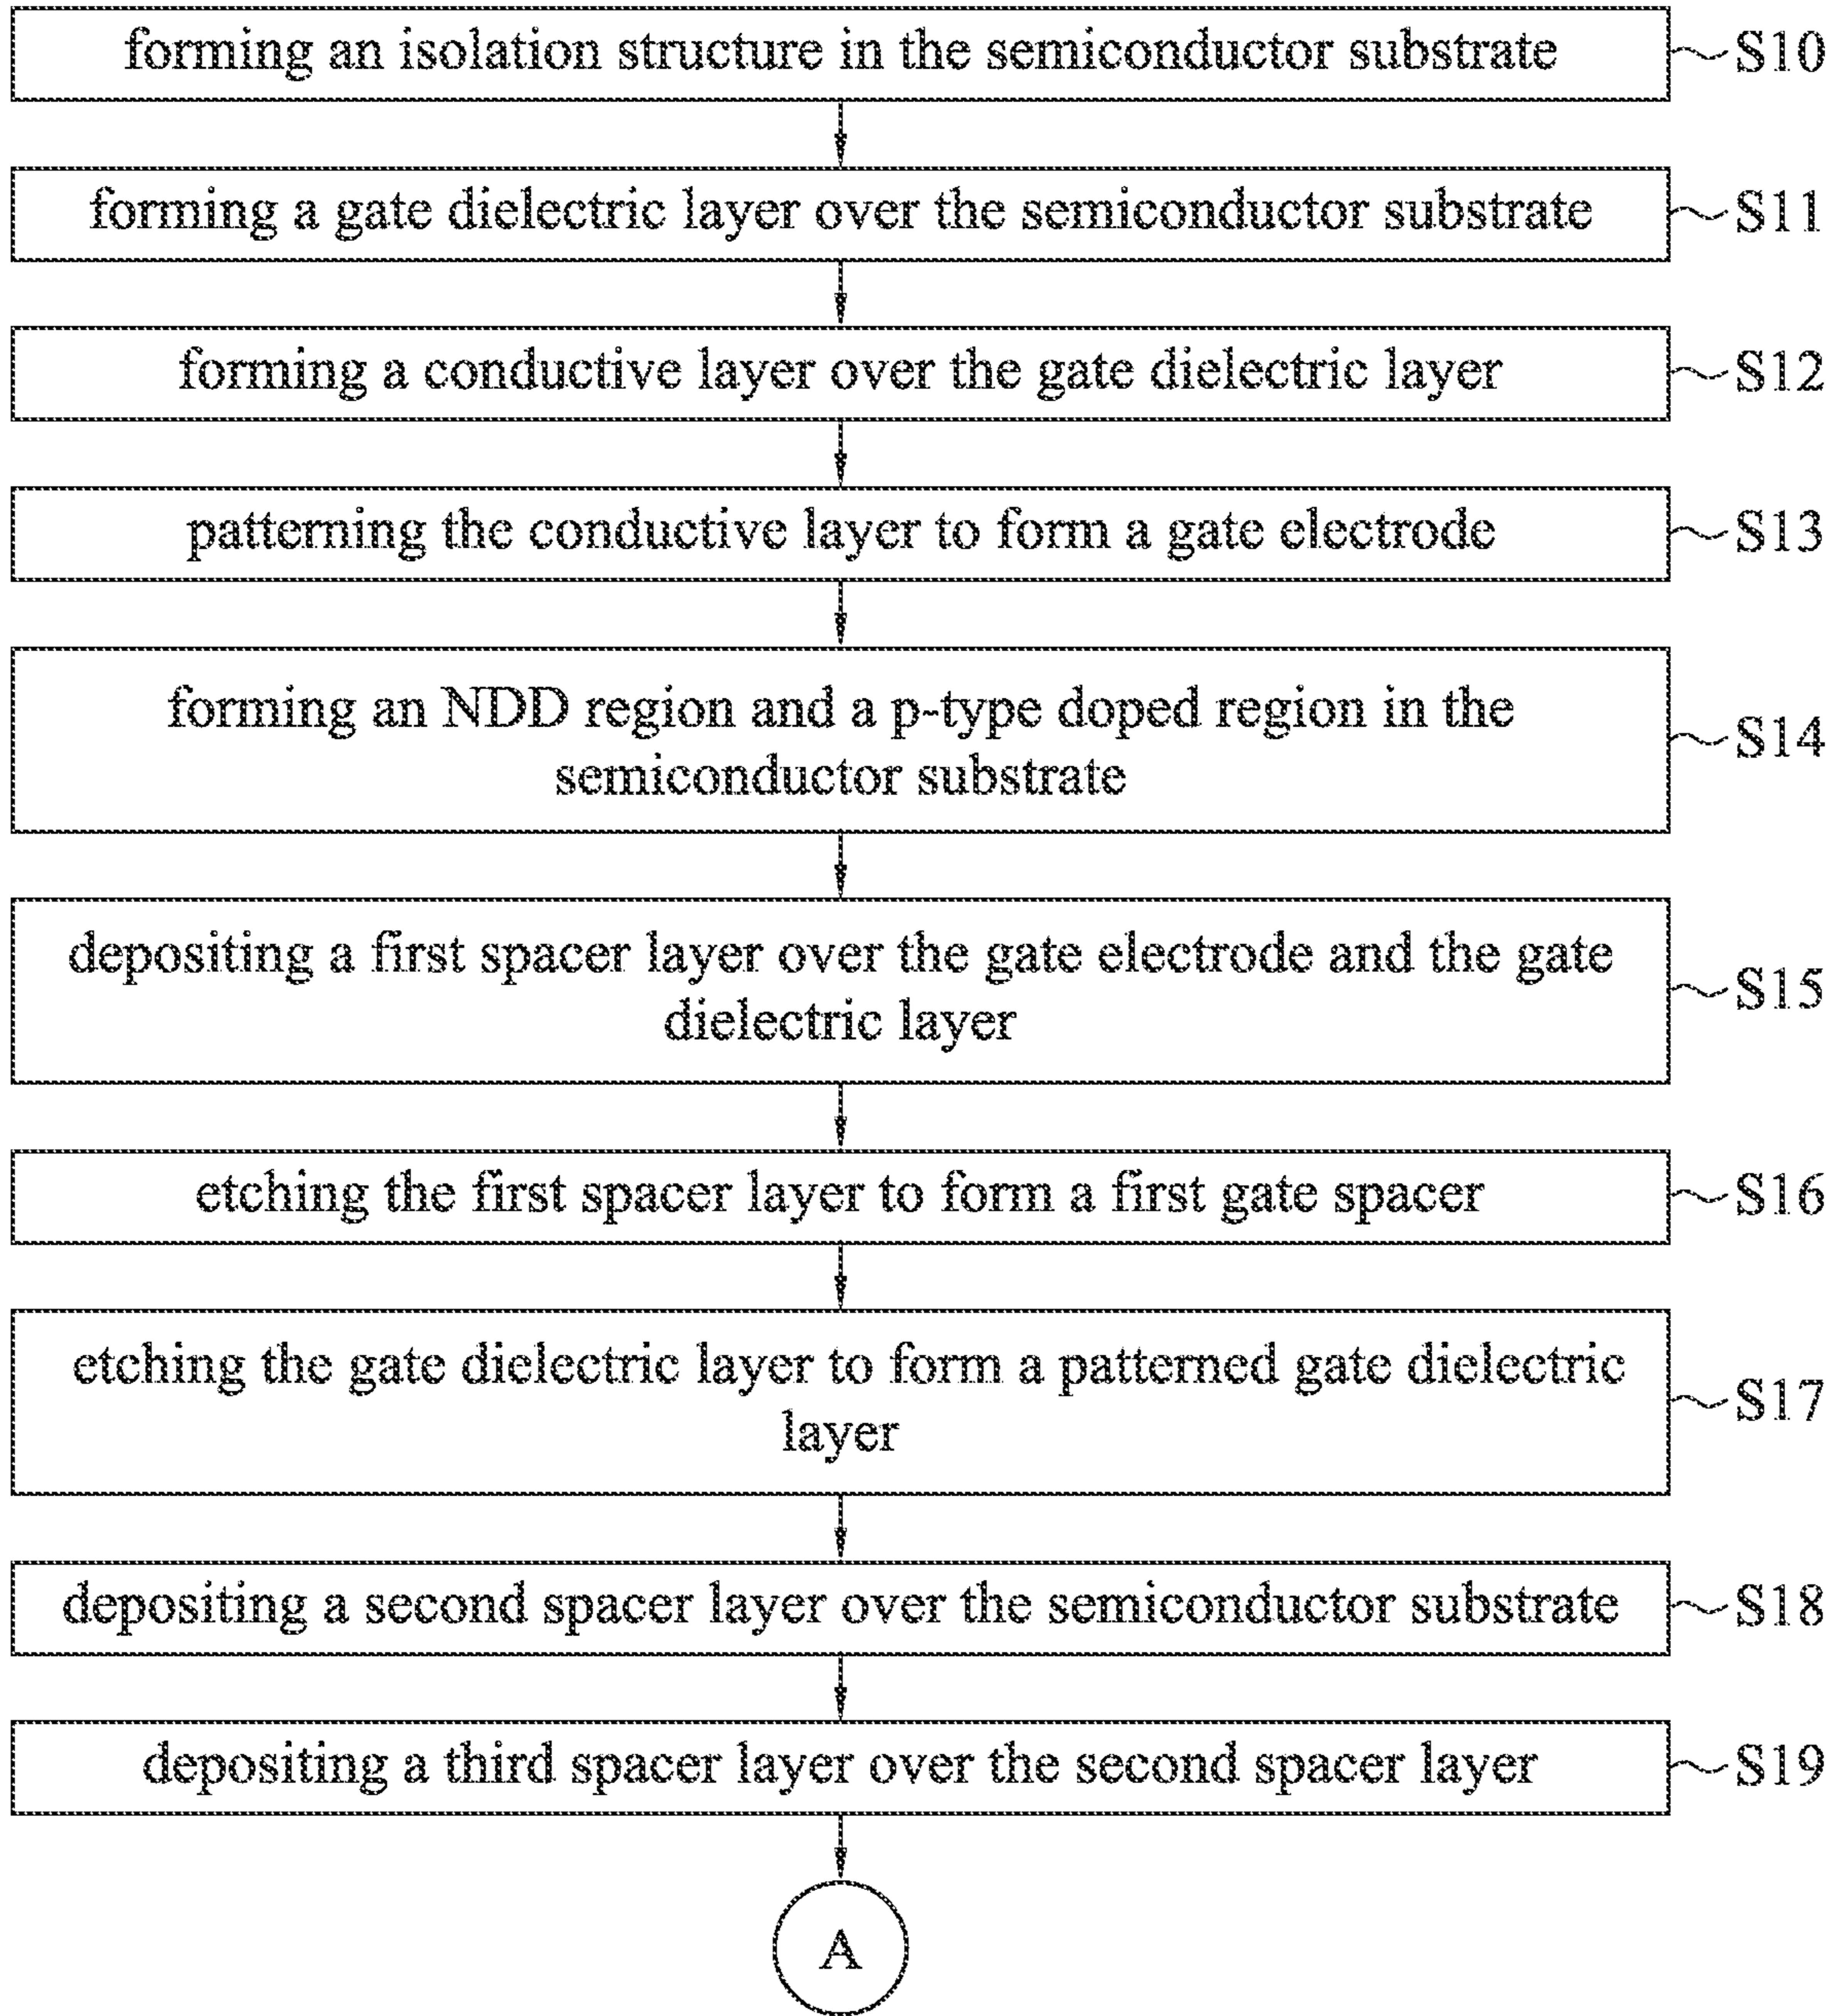 forming an isolation structure in the semiconductor substrate S10
forming a gate dielectric layer over the semiconductor substrate S11
forming a conductive layer over the gate dielectric layer S12
patterning the conductive layer to form a gate electrode S13
forming an NDD region and a p-type doped region in the
semiconductor substrate
S14
depositing a first spacer layer over the gate electrode and the gate
dielectric layer
S15
etching the first spacer layer to form a first gate spacer S16
etching the gate dielectric layer to form a patterned gate dielectric
layer
S17
depositing a second spacer layer over the semiconductor substrate S18
depositing a third spacer layer over the second spacer layer S19
A